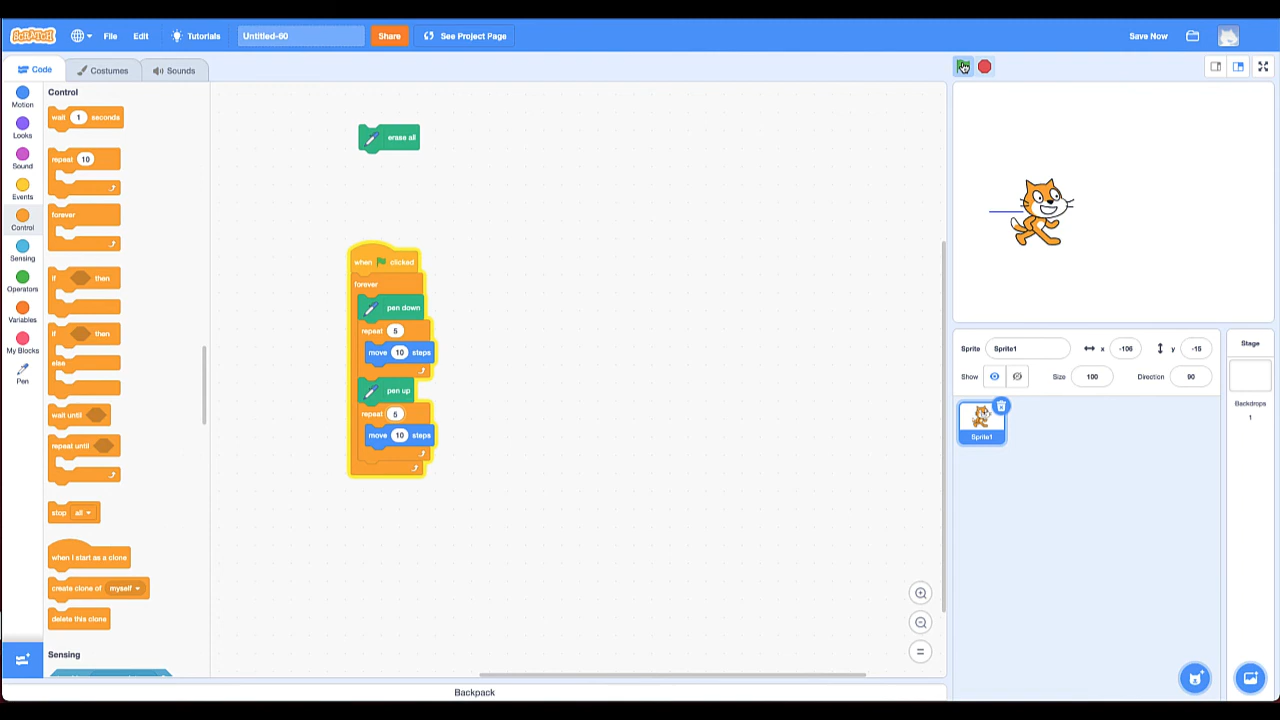 SCRATCH File Edit Tutorials Untitled-60 Share See Project Page Save Now
Code Costumes Sounds
Motion
Looks
Sound
Events
Control
Sensing
Operators
Variables
My Blocks
Pen
Control
wait 1 seconds
repeat 10
forever
if then
if then
else
wait until
repeat until
stop all
when I start as a clone
create clone of myself
delete this clone
Sensing
erase all
when clicked
forever
pen down
repeat 5
move 10 steps
pen up
repeat 5
move 10 steps
Backpack
Sprite Sprite1 x -106 y -15
Show Size 100 Direction 90
Sprite1
Stage
Backdrops
1